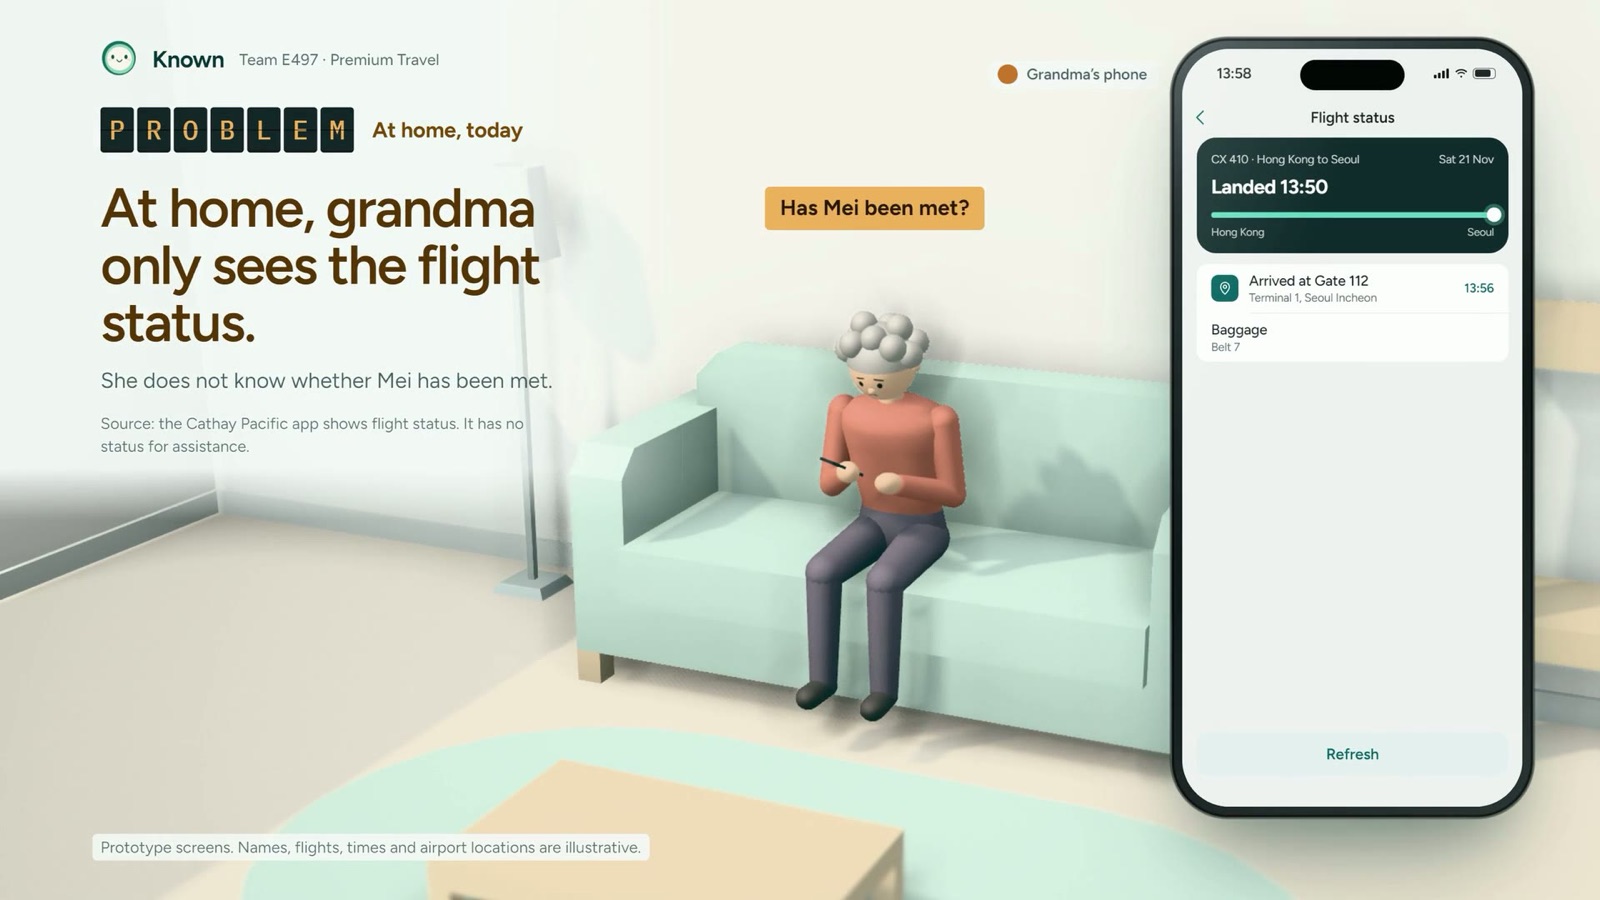 Known Team E497 · Premium Travel
PROBLEM At home, today
At home, grandma
only sees the flight
status.
She does not know whether Mei has been met.
Source: the Cathay Pacific app shows flight status. It has no
status for assistance.
Has Mei been met?
Grandma's phone
13:58
Flight status
CX 410 · Hong Kong to Seoul Sat 21 Nov
Landed 13:50
Hong Kong Seoul
Arrived at Gate 112 13:56
Terminal 1, Seoul Incheon
Baggage
Belt 7
Refresh
Prototype screens. Names, flights, times and airport locations are illustrative.